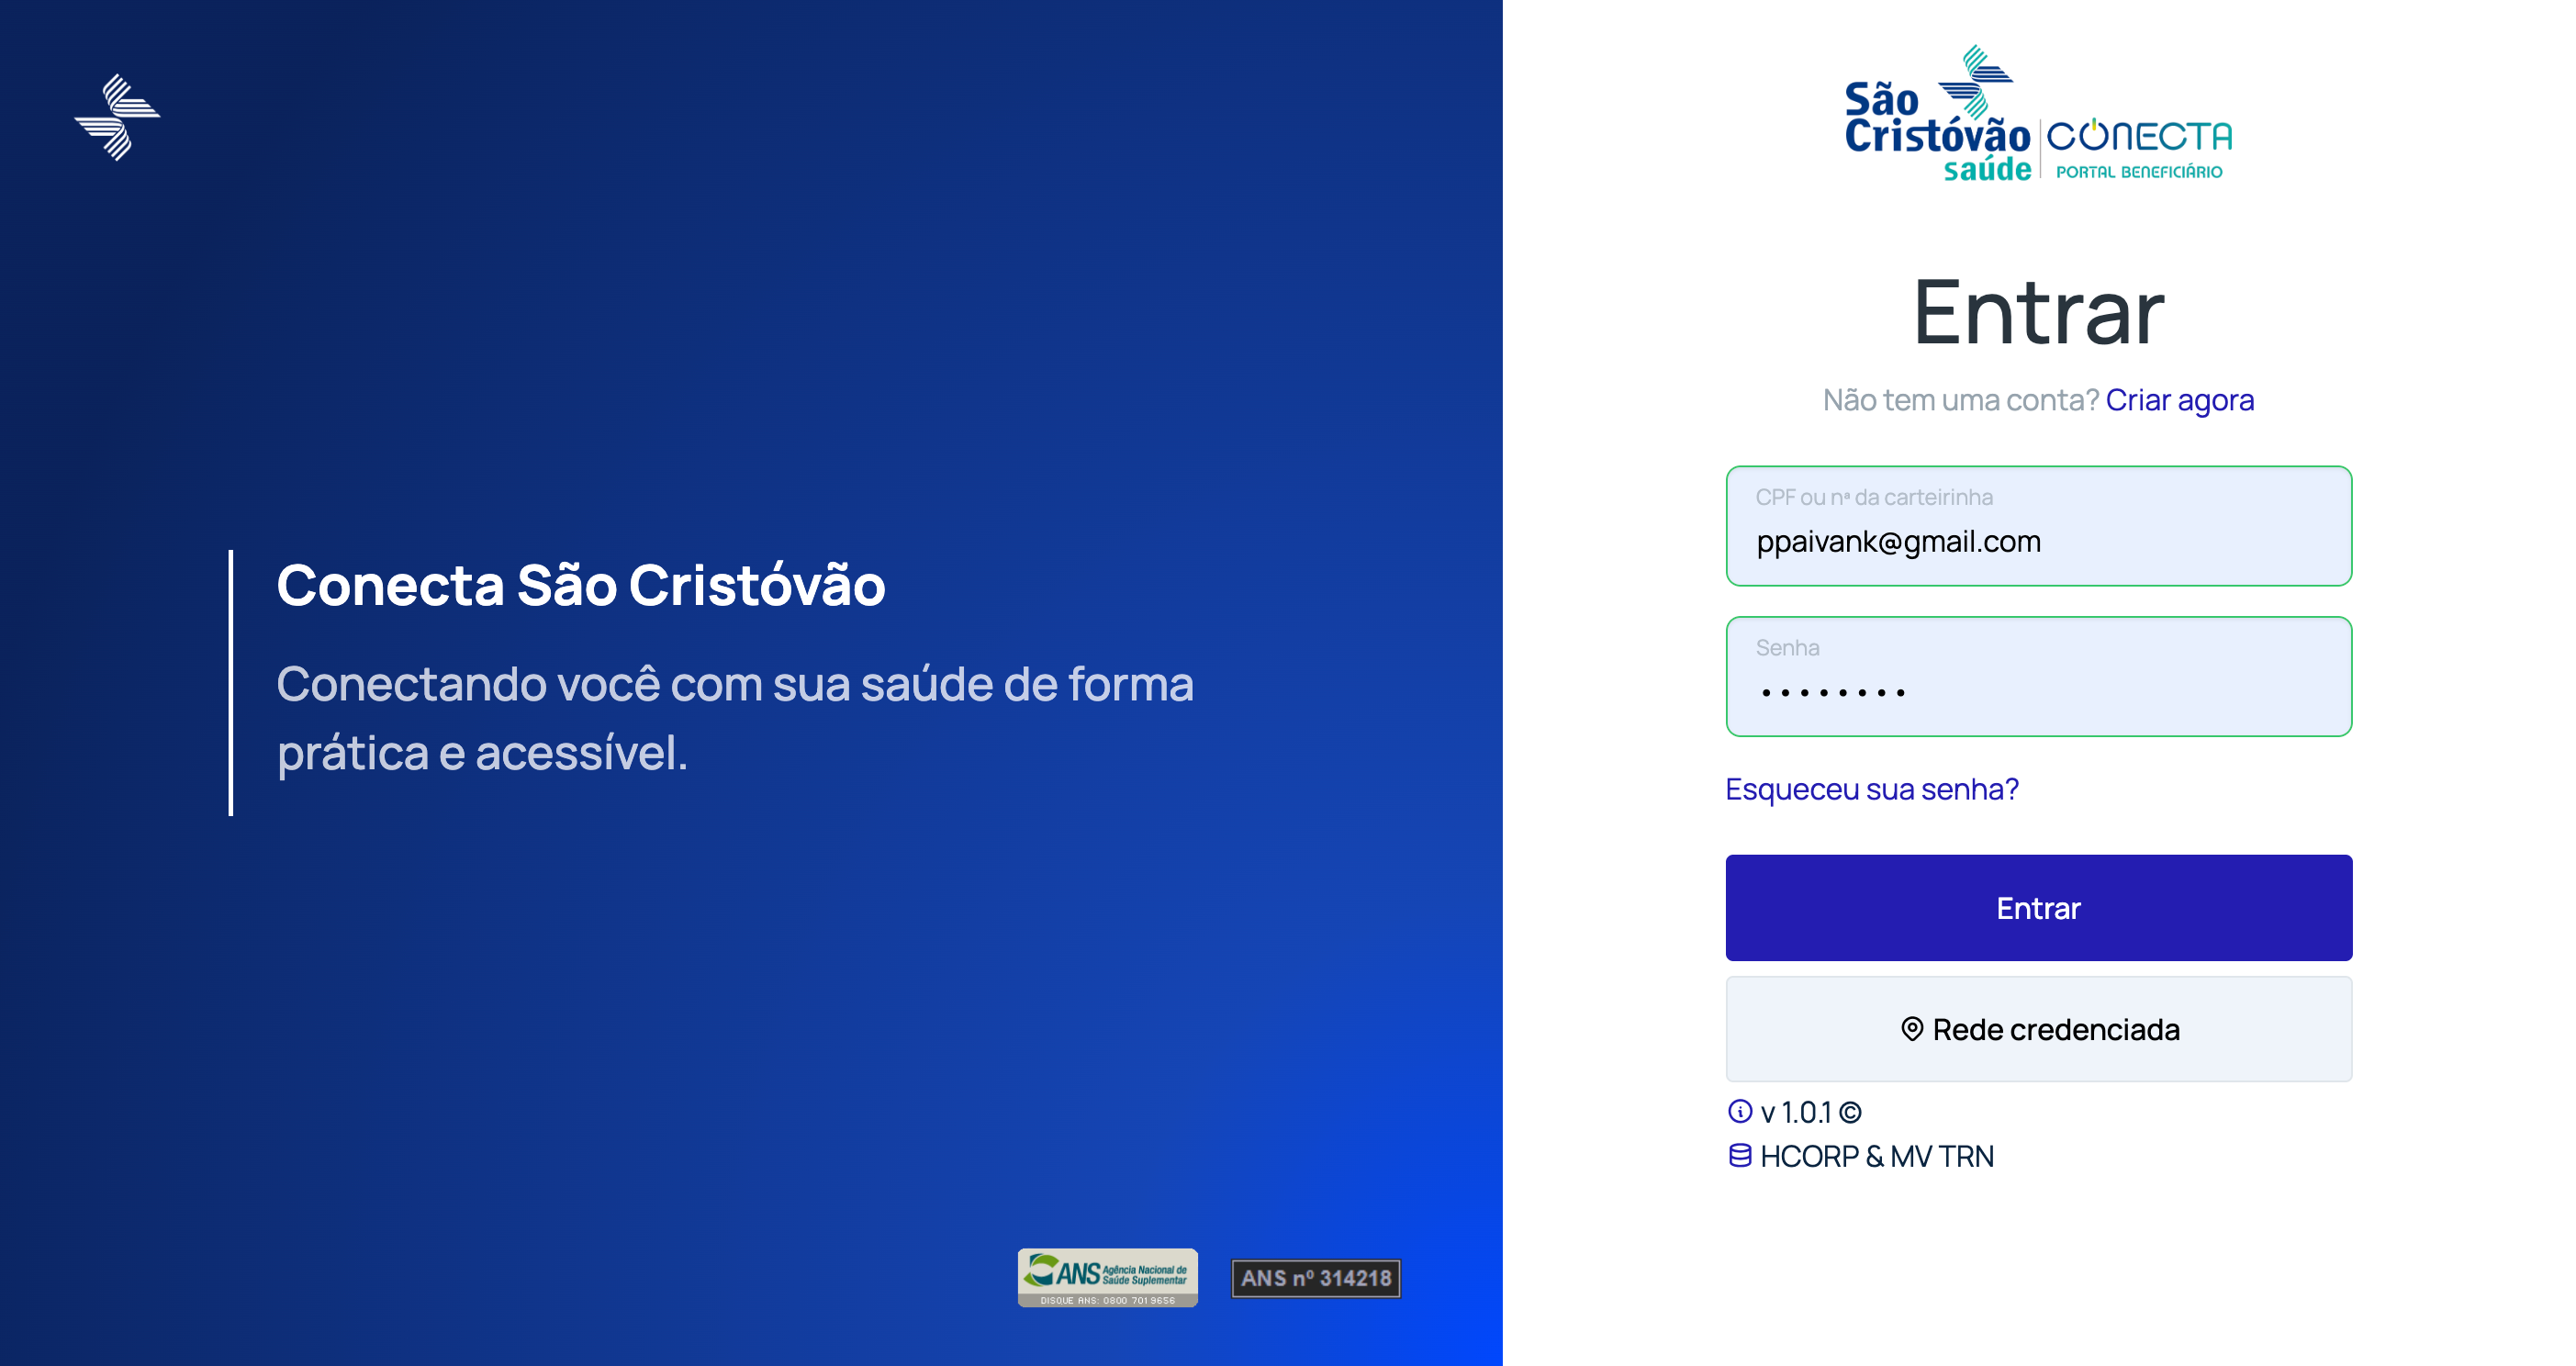 São
Cristóvão
saúde
CONECTA
PORTAL BENEFICIÁRIO
Entrar
Não tem uma conta? Criar agora
CPF ou nª da carteirinha
ppaivank@gmail.com
Senha
••••••••
Esqueceu sua senha?
Entrar
Rede credenciada
v 1.0.1 ©
HCORP & MV TRN
Conecta São Cristóvão
Conectando você com sua saúde de forma
prática e acessível.
ANS Agência Nacional de
Saúde Suplementar
DISQUE ANS: 0800 701 9656
ANS nº 314218